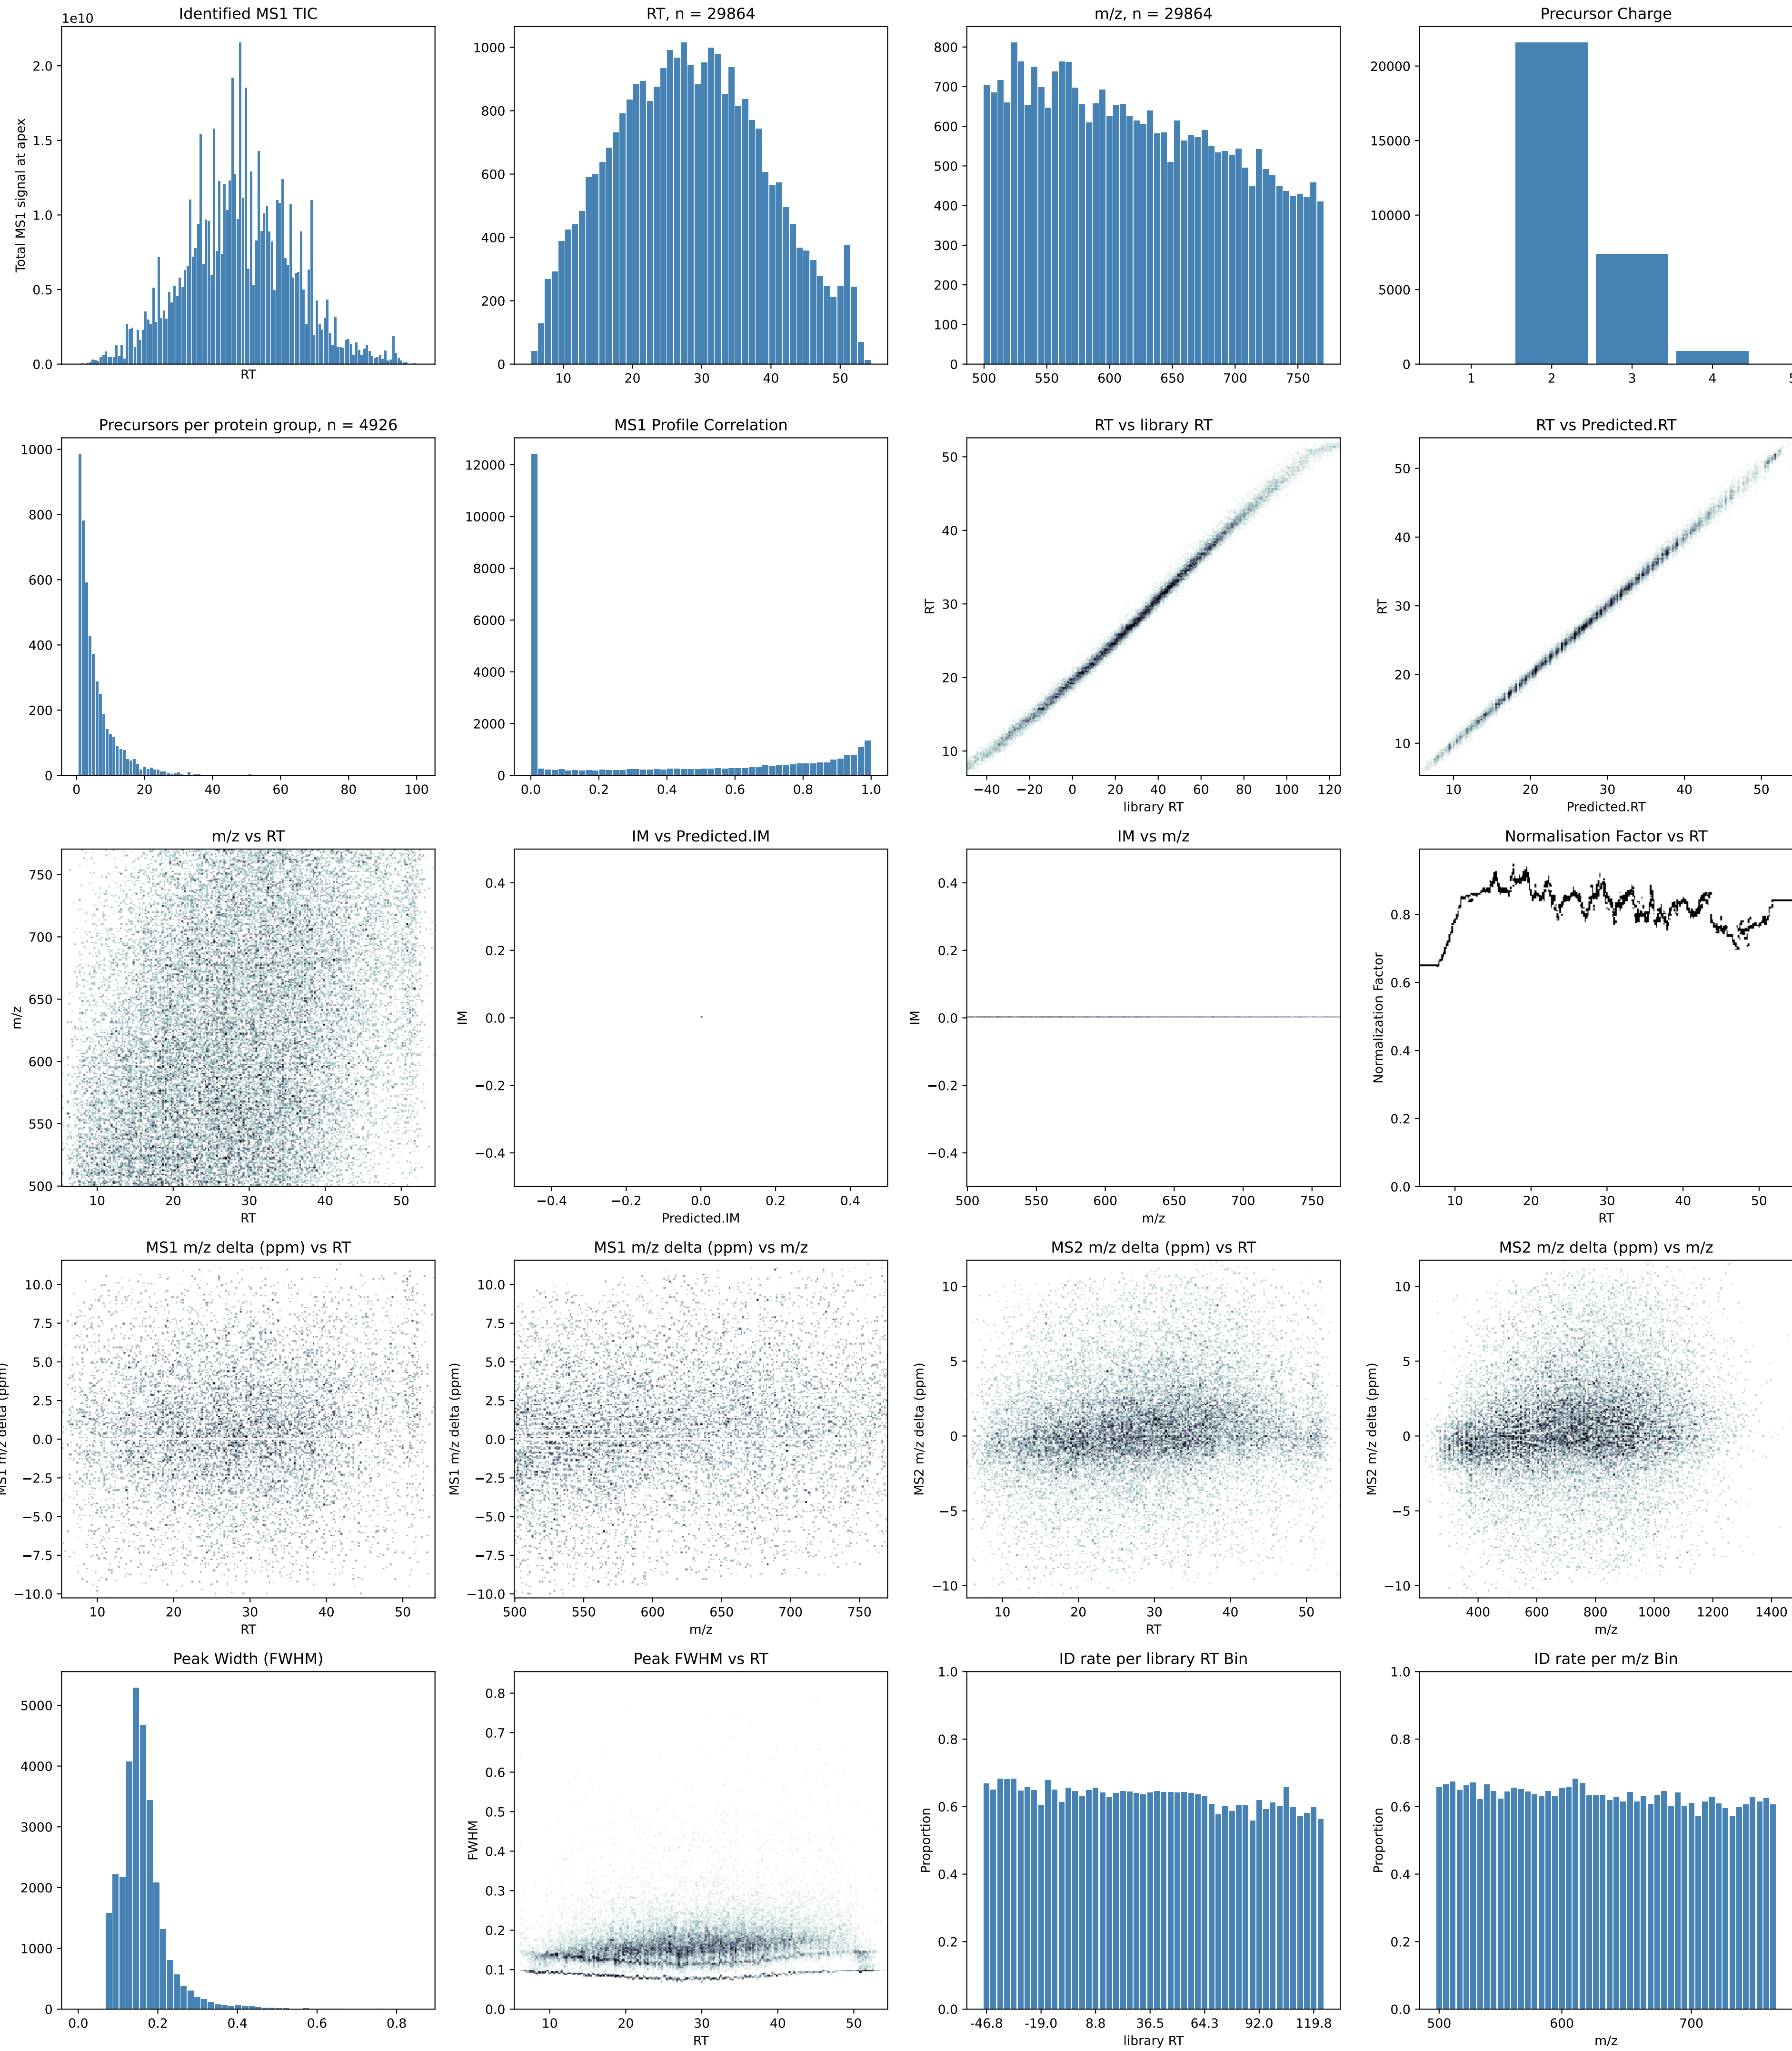 Identified MS1 TIC
1e10
2.0
1.5
1.0
0.5
0.0
Total MS1 signal at apex
RT
RT, n = 29864
1000
800
600
400
200
0
10 20 30 40 50
m/z, n = 29864
800
700
600
500
400
300
200
100
0
500 550 600 650 700 750
Precursor Charge
20000
15000
10000
5000
0
1 2 3 4 5
Precursors per protein group, n = 4926
1000
800
600
400
200
0
0 20 40 60 80 100
MS1 Profile Correlation
12000
10000
8000
6000
4000
2000
0
0.0 0.2 0.4 0.6 0.8 1.0
RT vs library RT
50
40
30
20
10
RT
−40 −20 0 20 40 60 80 100 120
library RT
RT vs Predicted.RT
50
40
30
20
10
RT
10 20 30 40 50
Predicted.RT
m/z vs RT
750
700
650
600
550
500
m/z
10 20 30 40 50
RT
IM vs Predicted.IM
0.4
0.2
0.0
−0.2
−0.4
IM
−0.4 −0.2 0.0 0.2 0.4
Predicted.IM
IM vs m/z
0.4
0.2
0.0
−0.2
−0.4
IM
500 550 600 650 700 750
m/z
Normalisation Factor vs RT
0.8
0.6
0.4
0.2
0.0
Normalization Factor
10 20 30 40 50
RT
MS1 m/z delta (ppm) vs RT
10.0
7.5
5.0
2.5
0.0
−2.5
−5.0
−7.5
−10.0
MS1 m/z delta (ppm)
10 20 30 40 50
RT
MS1 m/z delta (ppm) vs m/z
10.0
7.5
5.0
2.5
0.0
−2.5
−5.0
−7.5
−10.0
MS1 m/z delta (ppm)
500 550 600 650 700 750
m/z
MS2 m/z delta (ppm) vs RT
10
5
0
−5
−10
MS2 m/z delta (ppm)
10 20 30 40 50
RT
MS2 m/z delta (ppm) vs m/z
10
5
0
−5
−10
MS2 m/z delta (ppm)
400 600 800 1000 1200 1400
m/z
Peak Width (FWHM)
5000
4000
3000
2000
1000
0
0.0 0.2 0.4 0.6 0.8
Peak FWHM vs RT
0.8
0.7
0.6
0.5
0.4
0.3
0.2
0.1
0.0
FWHM
10 20 30 40 50
RT
ID rate per library RT Bin
1.0
0.8
0.6
0.4
0.2
0.0
Proportion
-46.8 -19.0 8.8 36.5 64.3 92.0 119.8
library RT
ID rate per m/z Bin
1.0
0.8
0.6
0.4
0.2
0.0
Proportion
500 600 700
m/z